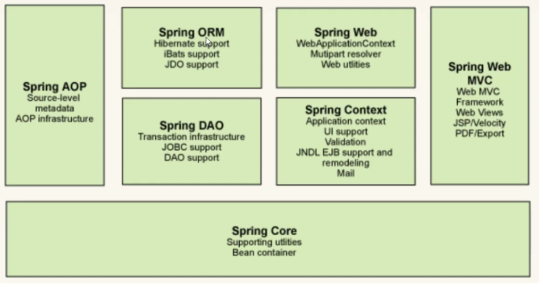 Spring AOP
Source-level
metadata
AOP infrastructure
Spring ORM
Hibernate support
iBats support
JDO support
Spring DAO
Transaction infrastructure
JOBC support
DAO support
Spring Web
WebApplicationContext
Mutipart resolver
Web utlities
Spring Context
Application context
UI support
Validation
JNDL EJB support and
remodeling
Mail
Spring Web
MVC
Web MVC
Framework
Web Views
JSP/Velocity
PDF/Export
Spring Core
Supporting utlities
Bean container